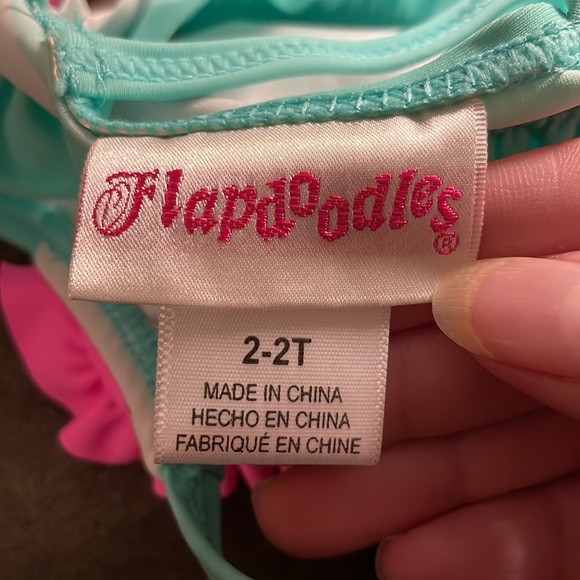 Flapdoodles®
2-2T
MADE IN CHINA
HECHO EN CHINA
FABRIQUÉ EN CHINE